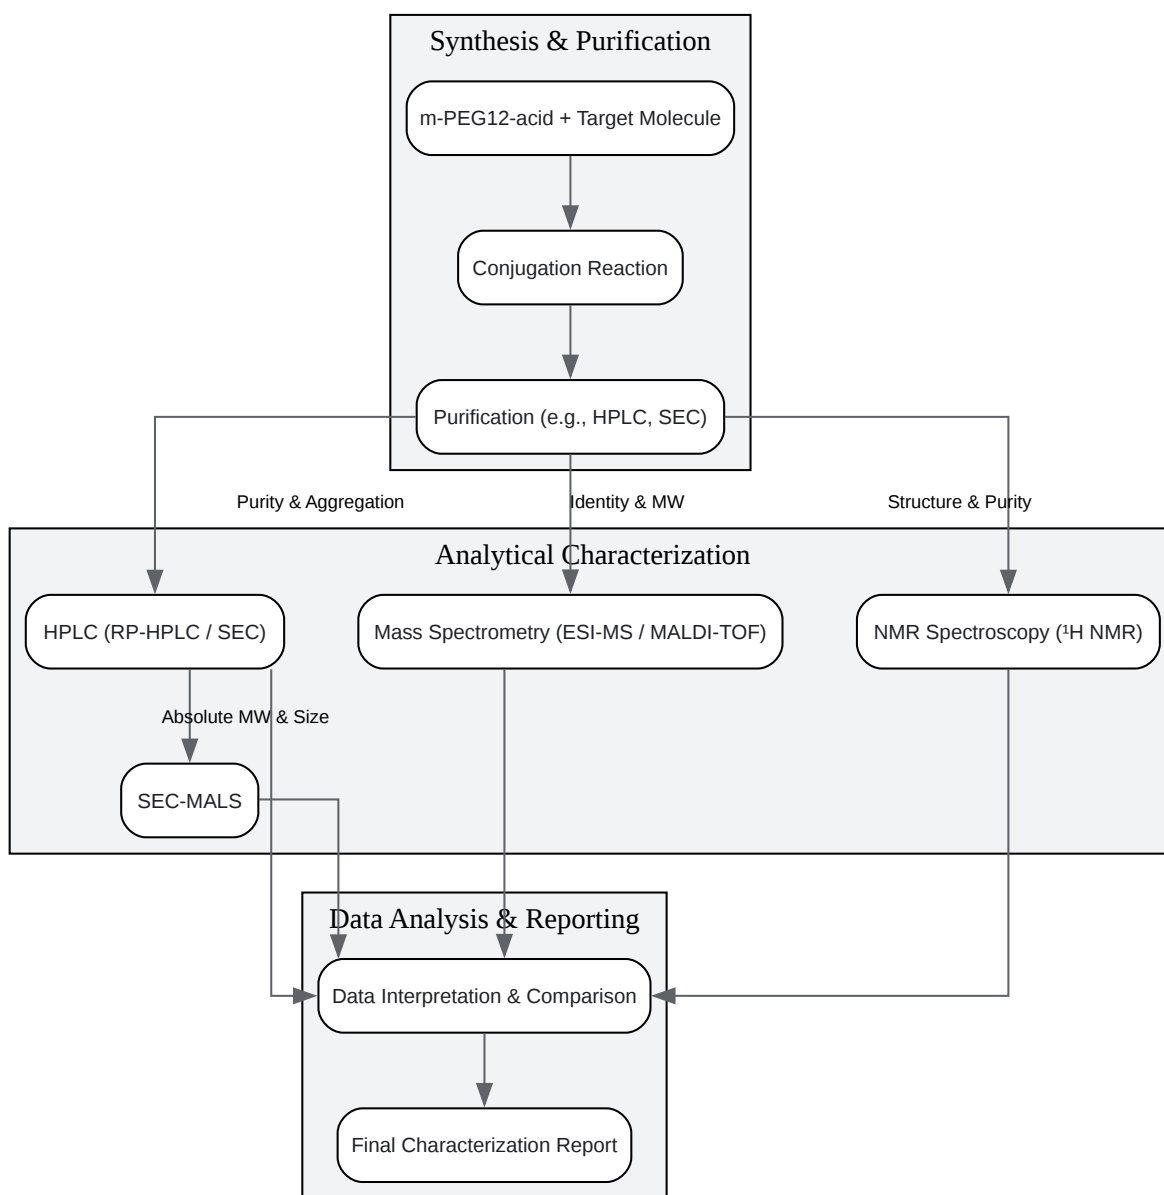 Synthesis & Purification
m-PEG12-acid + Target Molecule
Conjugation Reaction
Purification (e.g., HPLC, SEC)
Purity & Aggregation
Identity & MW
Structure & Purity
Analytical Characterization
HPLC (RP-HPLC / SEC)
Mass Spectrometry (ESI-MS / MALDI-TOF)
NMR Spectroscopy (¹H NMR)
Absolute MW & Size
SEC-MALS
Data Analysis & Reporting
Data Interpretation & Comparison
Final Characterization Report